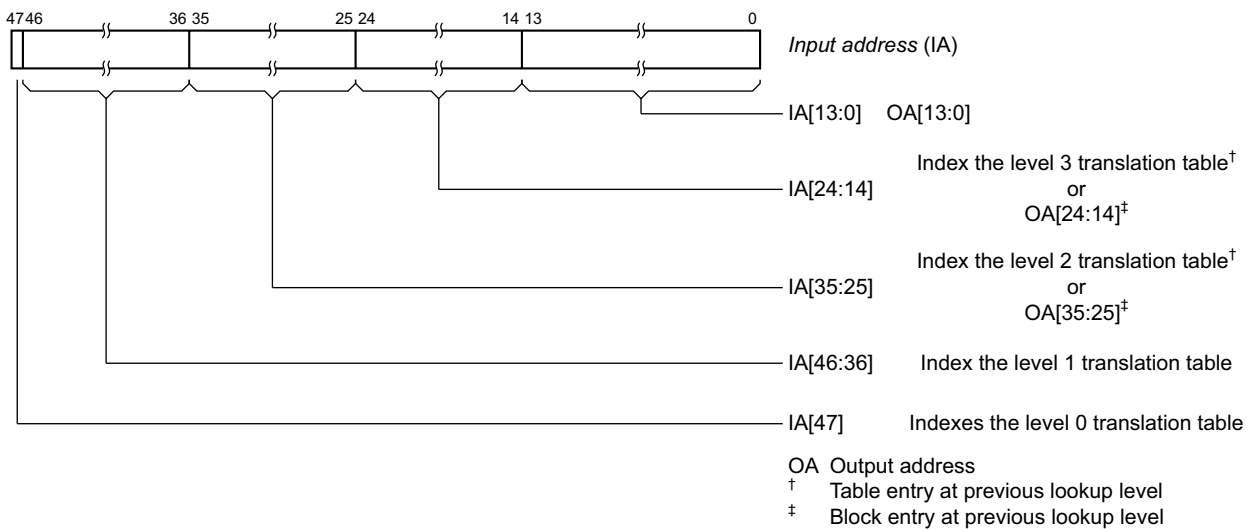 4746 36 35 25 24 14 13 0
Input address (IA)
IA[13:0] OA[13:0]
Index the level 3 translation table†
IA[24:14] or
OA[24:14]‡
Index the level 2 translation table†
IA[35:25] or
OA[35:25]‡
IA[46:36] Index the level 1 translation table
IA[47] Indexes the level 0 translation table
OA Output address
† Table entry at previous lookup level
‡ Block entry at previous lookup level